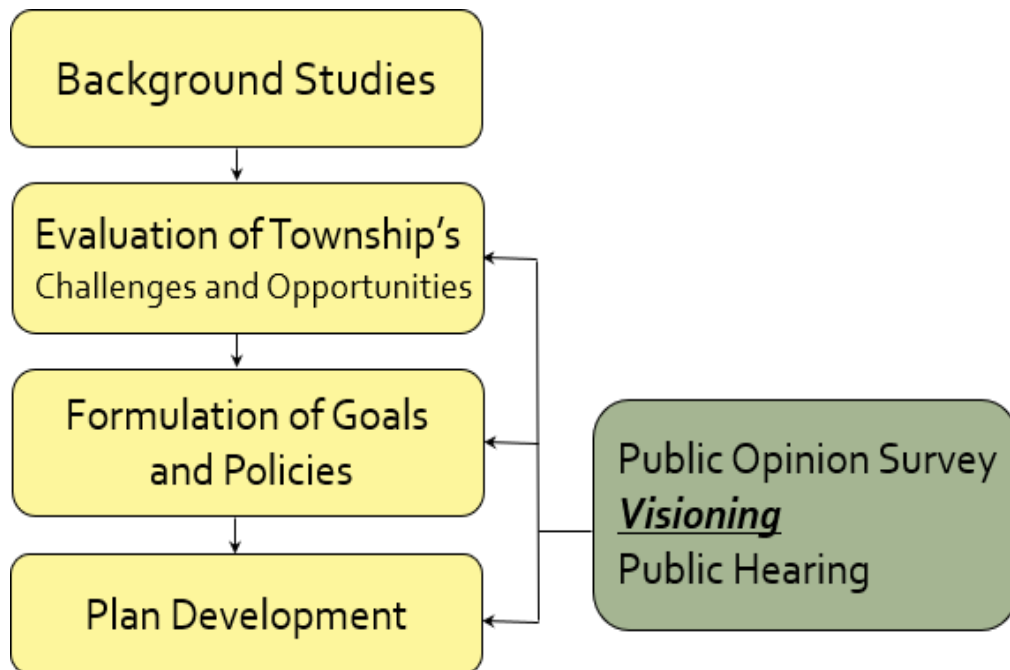 Background Studies
Evaluation of Township’s
Challenges and Opportunities
Formulation of Goals
and Policies
Plan Development
Public Opinion Survey
Visioning
Public Hearing